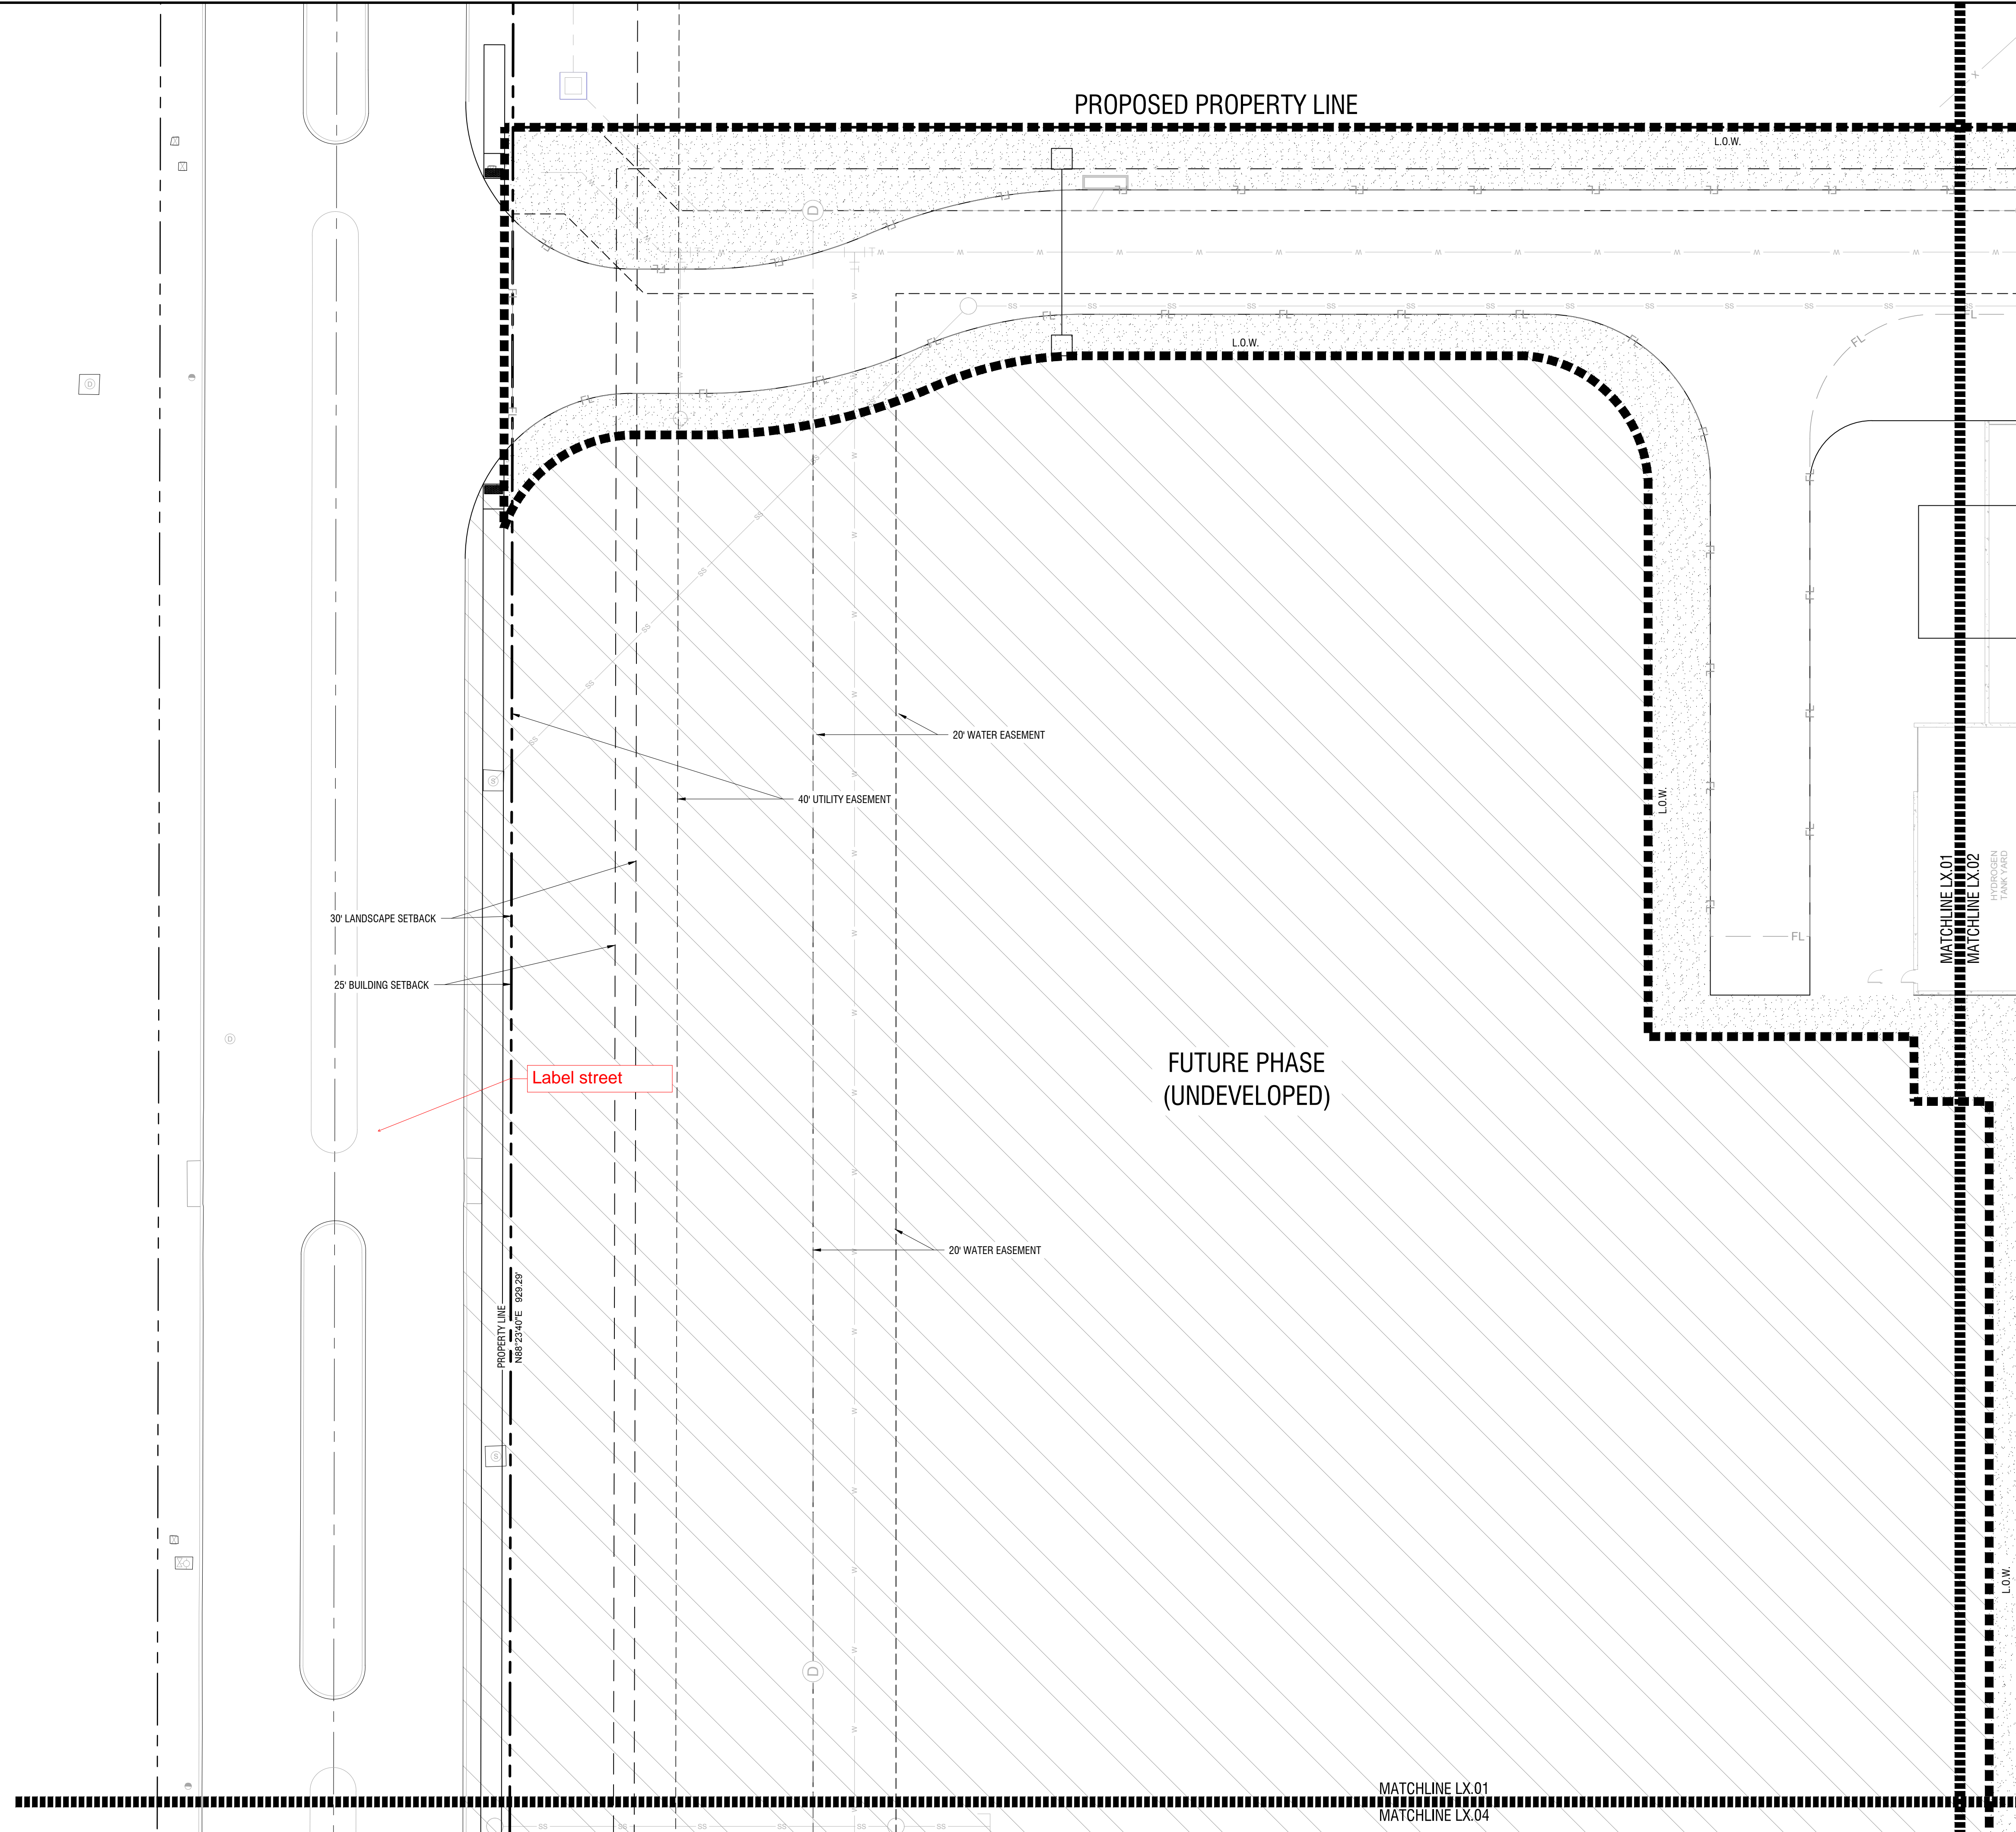 PROPOSED PROPERTY LINE
L.O.W.
L.O.W.
20' WATER EASEMENT
40' UTILITY EASEMENT
L.O.W.
30' LANDSCAPE SETBACK
25' BUILDING SETBACK
MATCHLINE LX.01
MATCHLINE LX.02
HYDROGEN
TANK YARD
FUTURE PHASE
(UNDEVELOPED)
Label street
20' WATER EASEMENT
PROPERTY LINE
N88°23'40"E 929.29'
L.O.W.
MATCHLINE LX.01
MATCHLINE LX.04